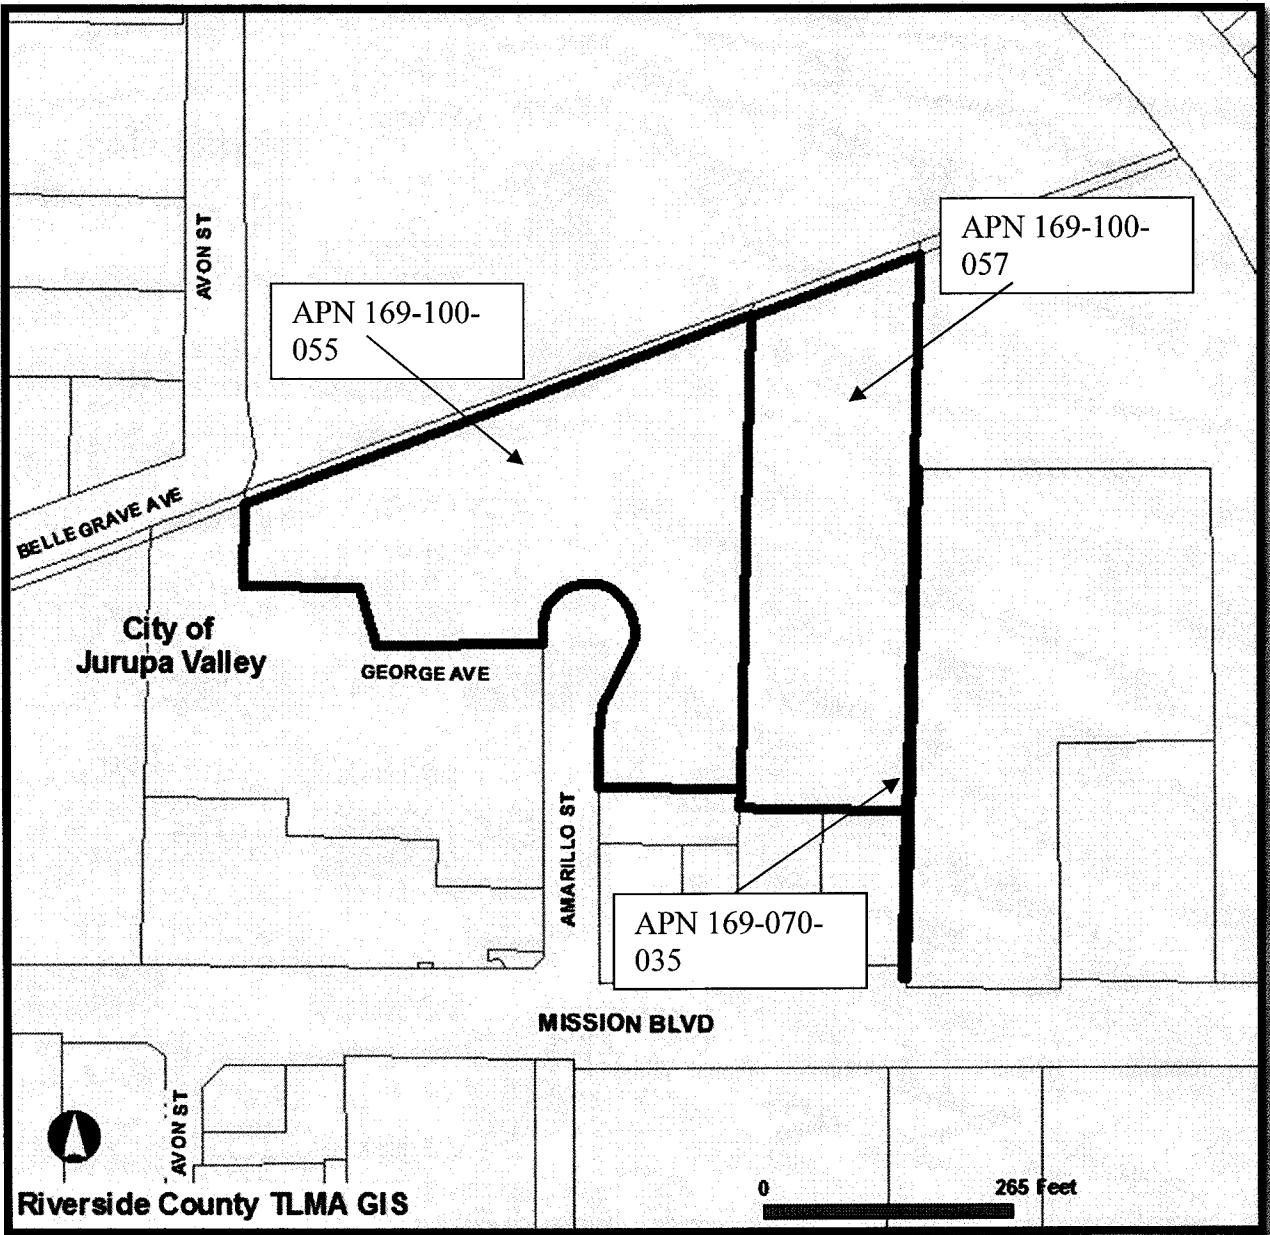 AVON ST
APN 169-100-
057
APN 169-100-
055
BELLEGRAVE AVE
City of
Jurupa Valley
GEORGE AVE
AMARILLO ST
APN 169-070-
035
MISSION BLVD
AVON ST
Riverside County TLMA GIS
0
265 Feet